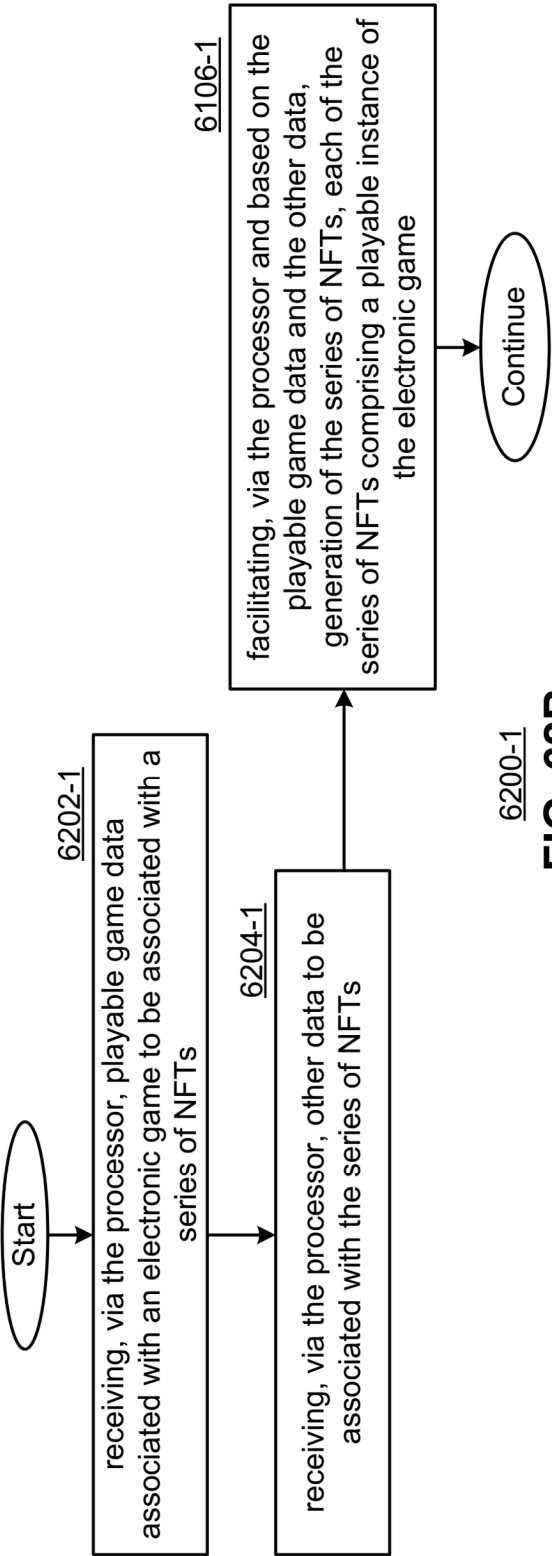 Start
6202-1
receiving, via the processor, playable game data
associated with an electronic game to be associated with a
series of NFTs
6204-1
receiving, via the processor, other data to be
associated with the series of NFTs
6106-1
facilitating, via the processor and based on the
playable game data and the other data,
generation of the series of NFTs, each of the
series of NFTs comprising a playable instance of
the electronic game
Continue
6200-1
FIG.